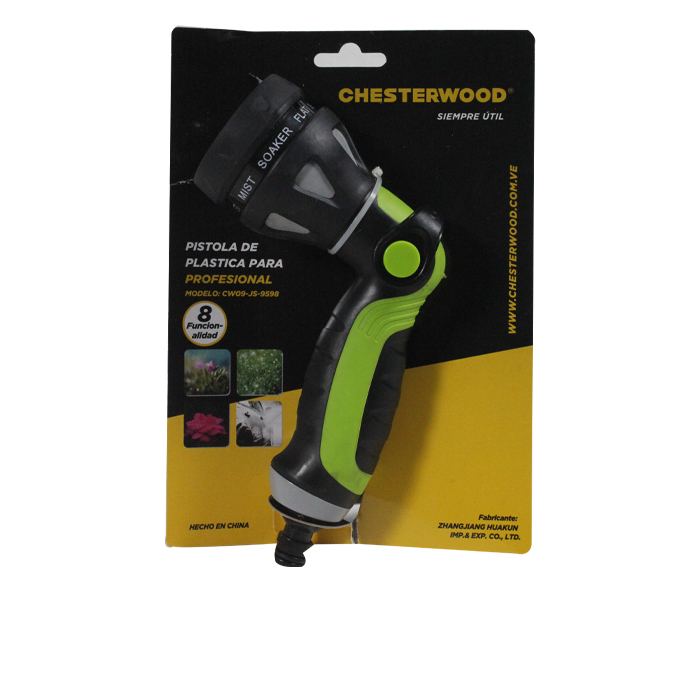 CHESTERWOOD®
SIEMPRE ÚTIL
MIST SOAKER FLAT
WWW.CHESTERWOOD.COM.VE
PISTOLA DE
PLASTICA PARA
PROFESIONAL
MODELO: CW09-JS-9598
8
Funcion-
alidad
HECHO EN CHINA
Fabricante:
ZHANGJIANG HUAKUN
IMP.& EXP. CO., LTD.